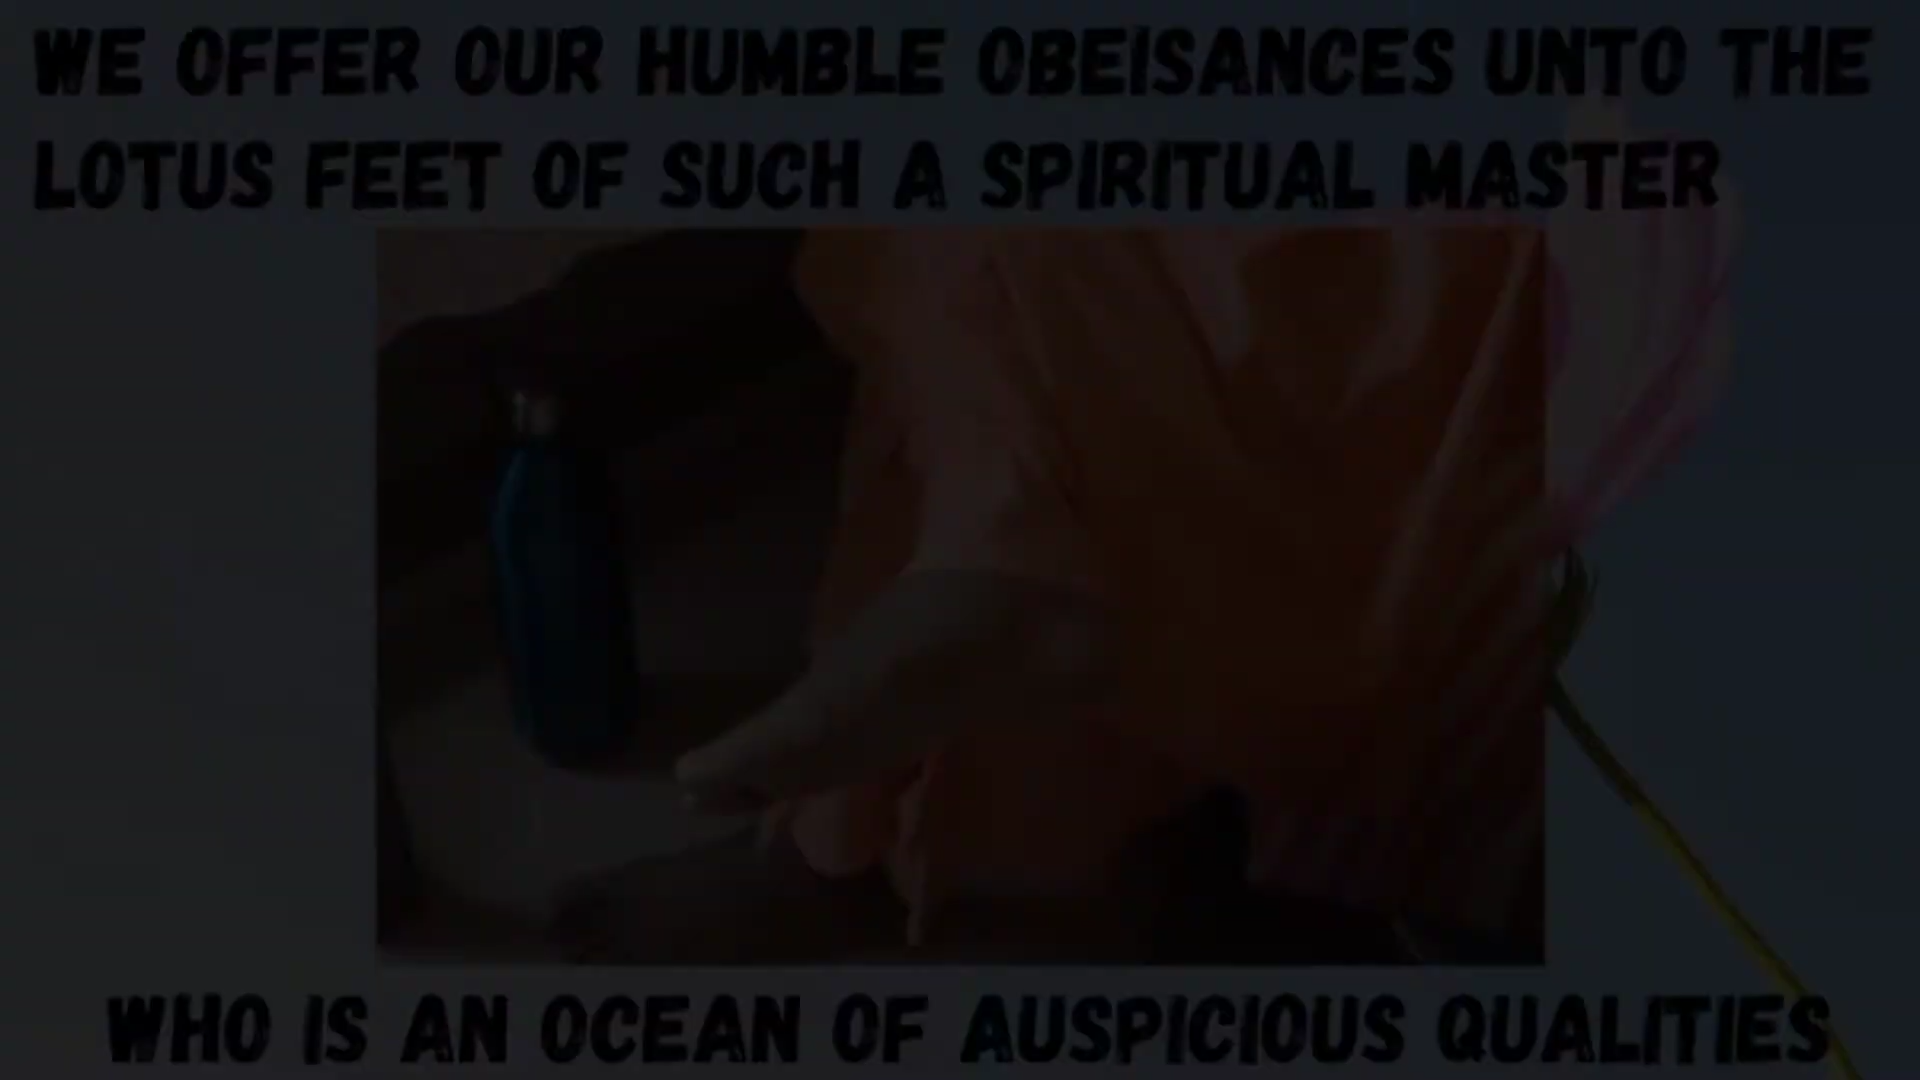 WE OFFER OUR HUMBLE OBEISANCES UNTO THE
LOTUS FEET OF SUCH A SPIRITUAL MASTER
WHO IS AN OCEAN OF AUSPICIOUS QUALITIES